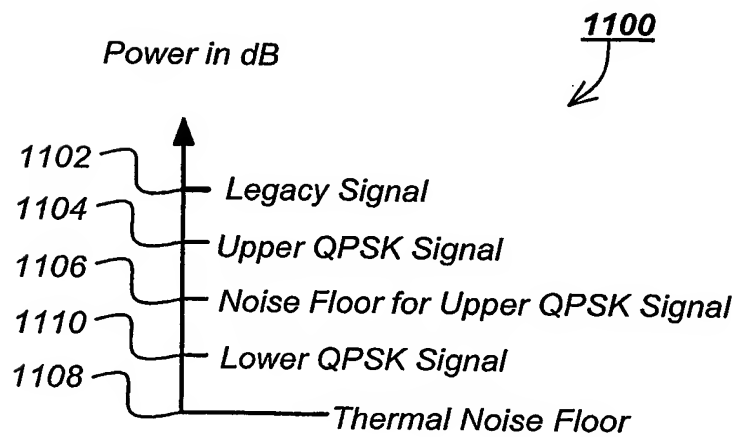 1100
Power in dB
1102
Legacy Signal
1104
Upper QPSK Signal
1106
Noise Floor for Upper QPSK Signal
1110
Lower QPSK Signal
1108
Thermal Noise Floor